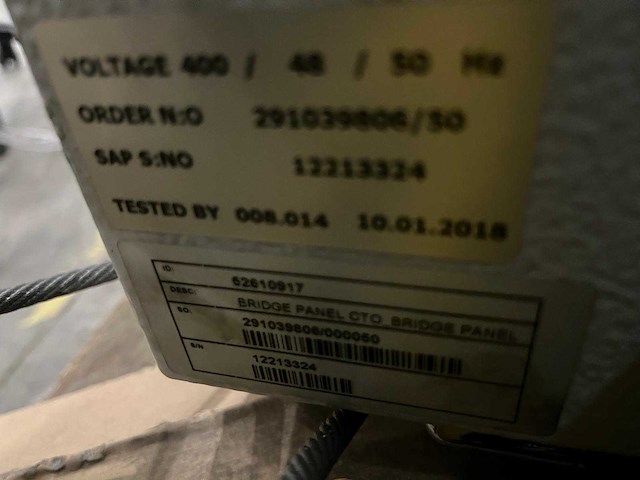 VOLTAGE 400 / 48 / 50 Hz
ORDER N:O 291039806/50
SAP S:NO 12213324
TESTED BY 008.014 10.01.2018
ID: 52610917
DESC: BRIDGE PANEL CTO BRIDGE PANEL
SO: 291039806/000050
S/N 12213324